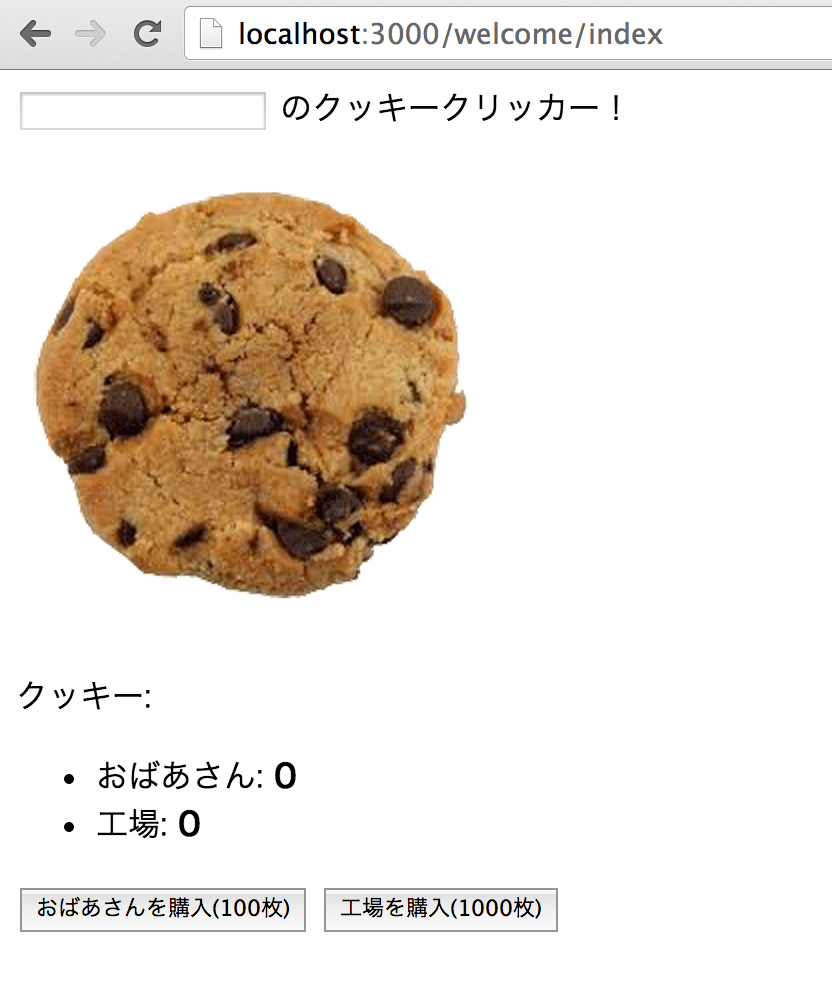 localhost:3000/welcome/index
のクッキークリッカー！
クッキー:
• おばあさん: 0
• 工場: 0
おばあさんを購入(100枚) 工場を購入(1000枚)